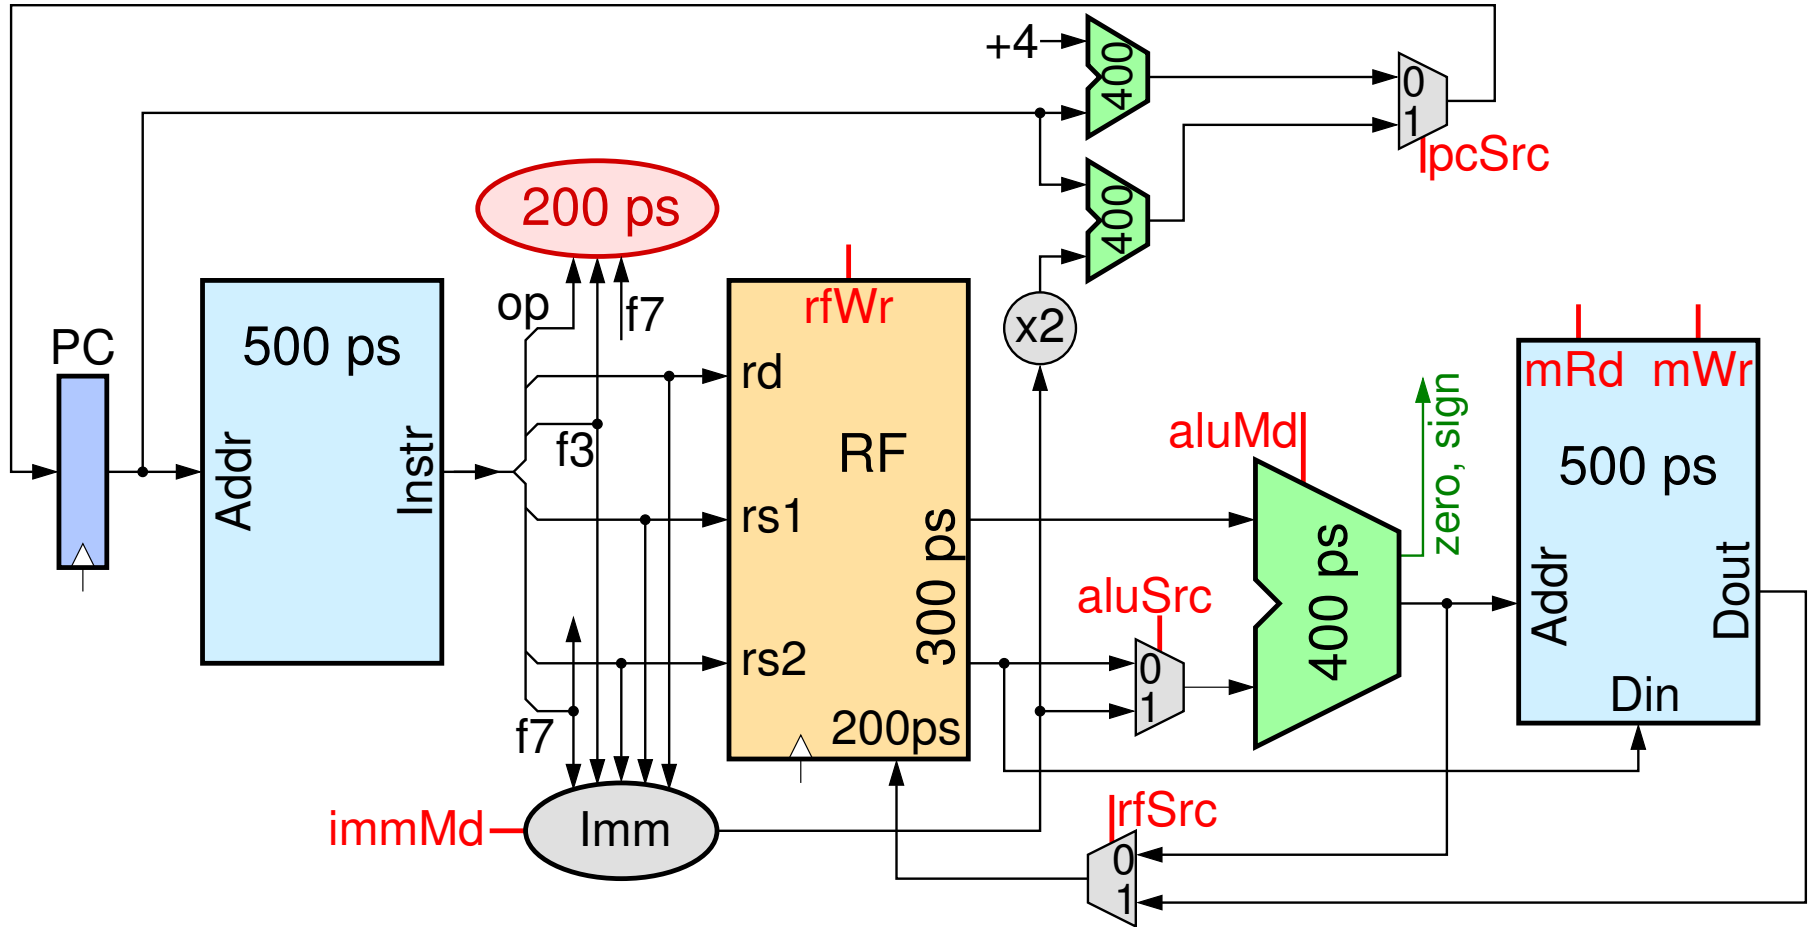 +4
400
0
1
pcSrc
200 ps
400
op
f7
rfWr
x2
PC
500 ps
mRd
mWr
rd
zero, sign
aluMd
f3
RF
Addr
Instr
500 ps
rs1
300 ps
aluSrc
400 ps
Addr
Dout
rs2
0
1
Din
f7
200ps
immMd
Imm
rfSrc
0
1